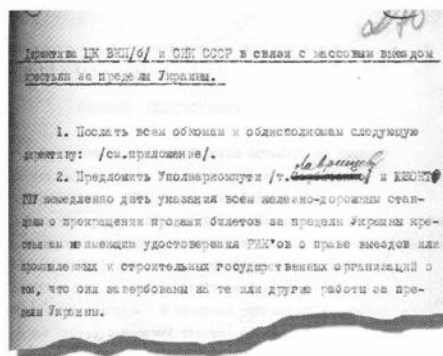 Директива ЦК ВКП/б/ и СНК СССР в связи с массовым выездом
крестьян за пределы Украины.
1. Послать всем обкомам и облисполкомам следующую
директиву: /см.приложение/.
2. Предложить Уполнаркомпути /т. и
ГПУ немедленно дать указания всем железно-дорожным стан-
циям о прекращении продажи билетов за пределы Украины кре-
стьянам не имеющим удостоверения РИК'ов о праве выездов или
промышленных и строительных государственных организаций о
том, что они завербованы на те или другие работы за пре-
делы Украины.